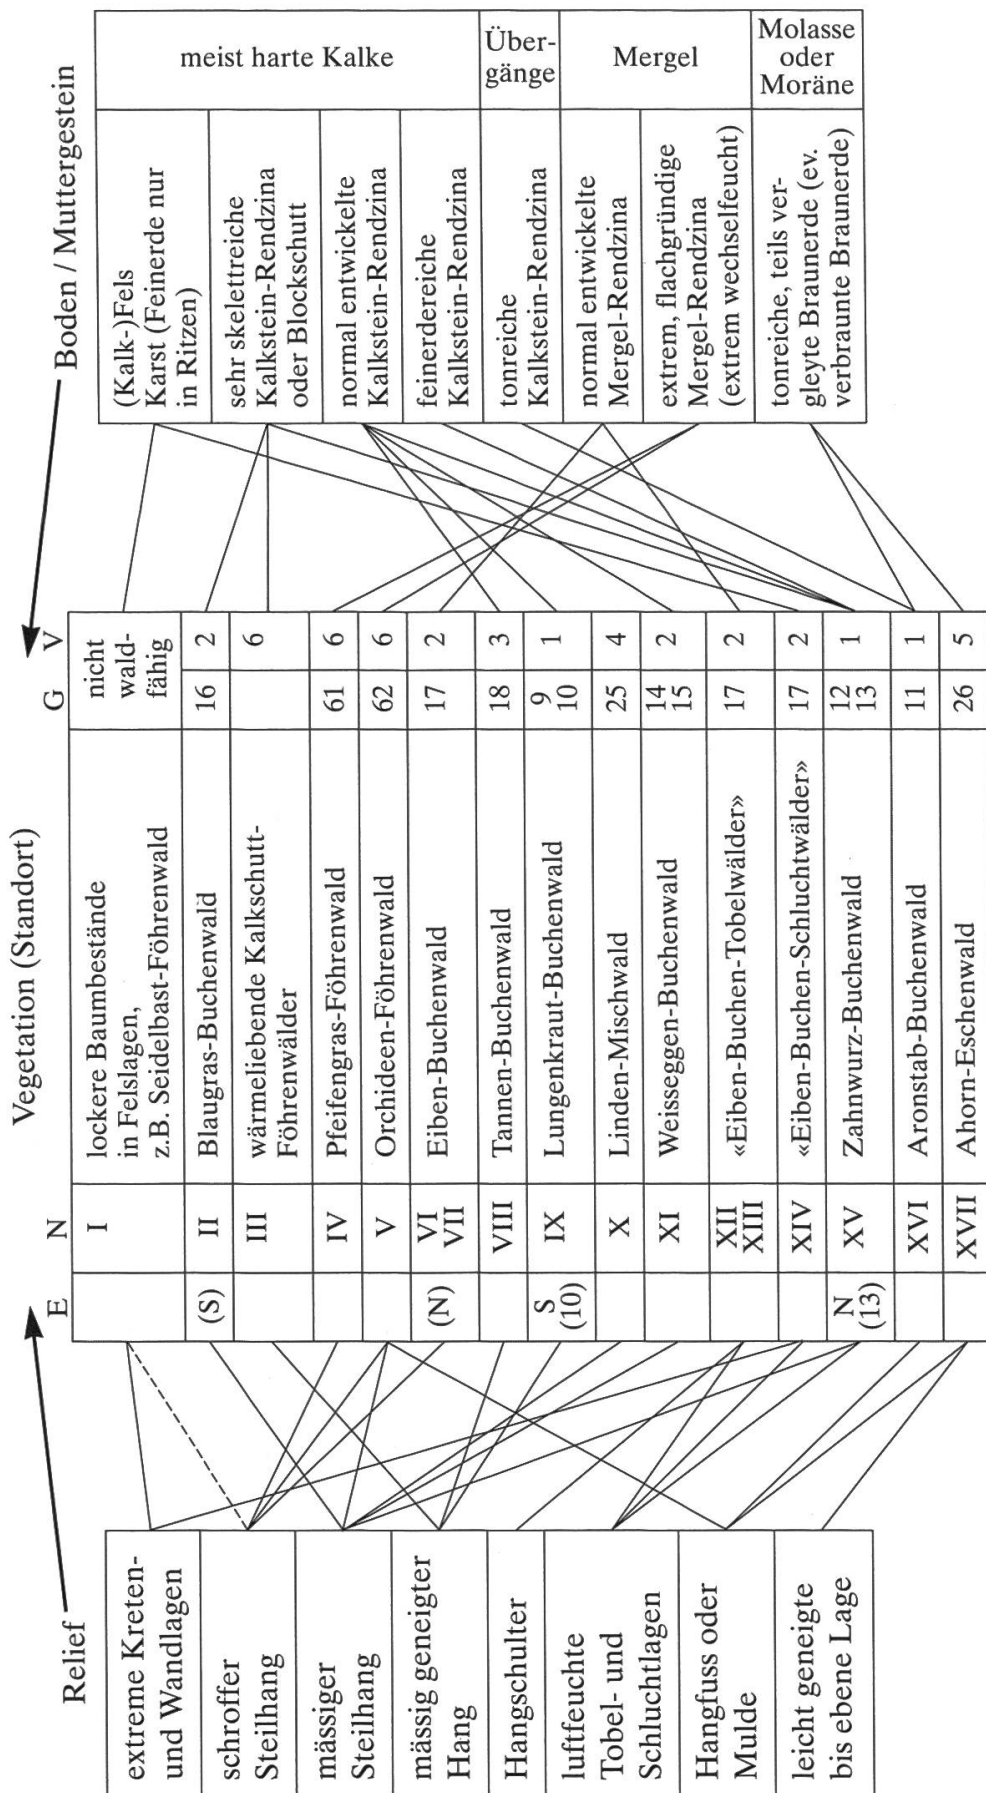 Vegetation (Standort)
Relief
Boden / Muttergestein
extreme Kreten-
und Wandlagen
schroffer
Steilhang
mässiger
Steilhang
mässig geneigter
Hang
Hangschulter
luftfeuchte
Tobel- und
Schluchtlagen
Hangfuss oder
Mulde
leicht geneigte
bis ebene Lage
E N G V
I lockere Baumbestände nicht
in Felslagen, wald-
z.B. Seidelbast-Föhrenwald fähig
(S) II Blaugras-Buchenwald 16 2
III wärmeliebende Kalkschutt- 6
Föhrenwälder
IV Pfeifengras-Föhrenwald 61 6
V Orchideen-Föhrenwald 62 6
(N) VI Eiben-Buchenwald 17 2
VII
VIII Tannen-Buchenwald 18 3
S IX Lungenkraut-Buchenwald 9 1
(10) 10
X Linden-Mischwald 25 4
XI Weisseggen-Buchenwald 14 2
15
XII «Eiben-Buchen-Tobelwälder» 17 2
XIII
XIV «Eiben-Buchen-Schluchtwälder» 17 2
N XV Zahnwurz-Buchenwald 12 1
(13) 13
XVI Aronstab-Buchenwald 11 1
XVII Ahorn-Eschenwald 26 5
(Kalk-)Fels
Karst (Feinerde nur
in Ritzen)
sehr skelettreiche
Kalkstein-Rendzina
oder Blockschutt
normal entwickelte
Kalkstein-Rendzina
feinerdereiche
Kalkstein-Rendzina
tonreiche
Kalkstein-Rendzina
normal entwickelte
Mergel-Rendzina
extrem, flachgründige
Mergel-Rendzina
(extrem wechselfeucht)
tonreiche, teils ver-
gleyte Braunerde (ev.
verbraunte Braunerde)
meist harte Kalke
Über-
gänge
Mergel
Molasse
oder
Moräne